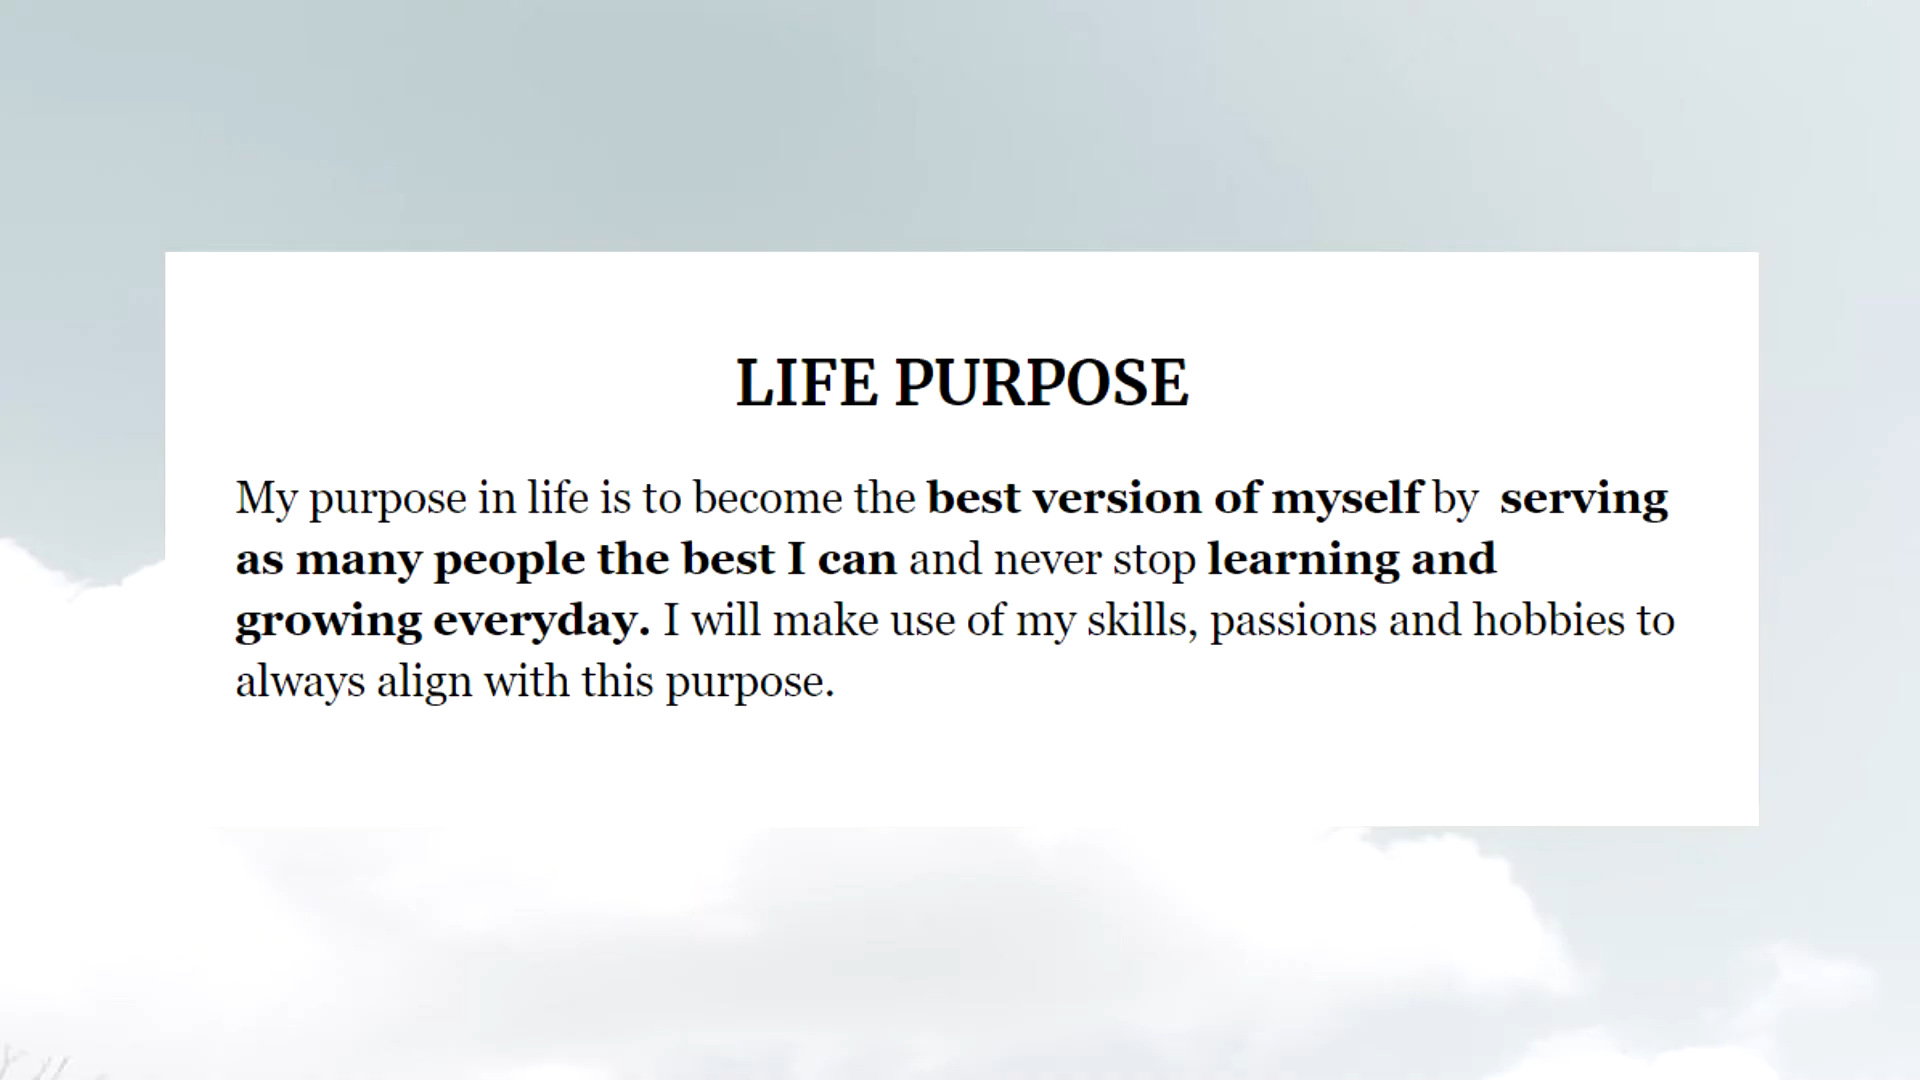 LIFE PURPOSE
My purpose in life is to become the best version of myself by  serving
as many people the best I can and never stop learning and
growing everyday. I will make use of my skills, passions and hobbies to
always align with this purpose.